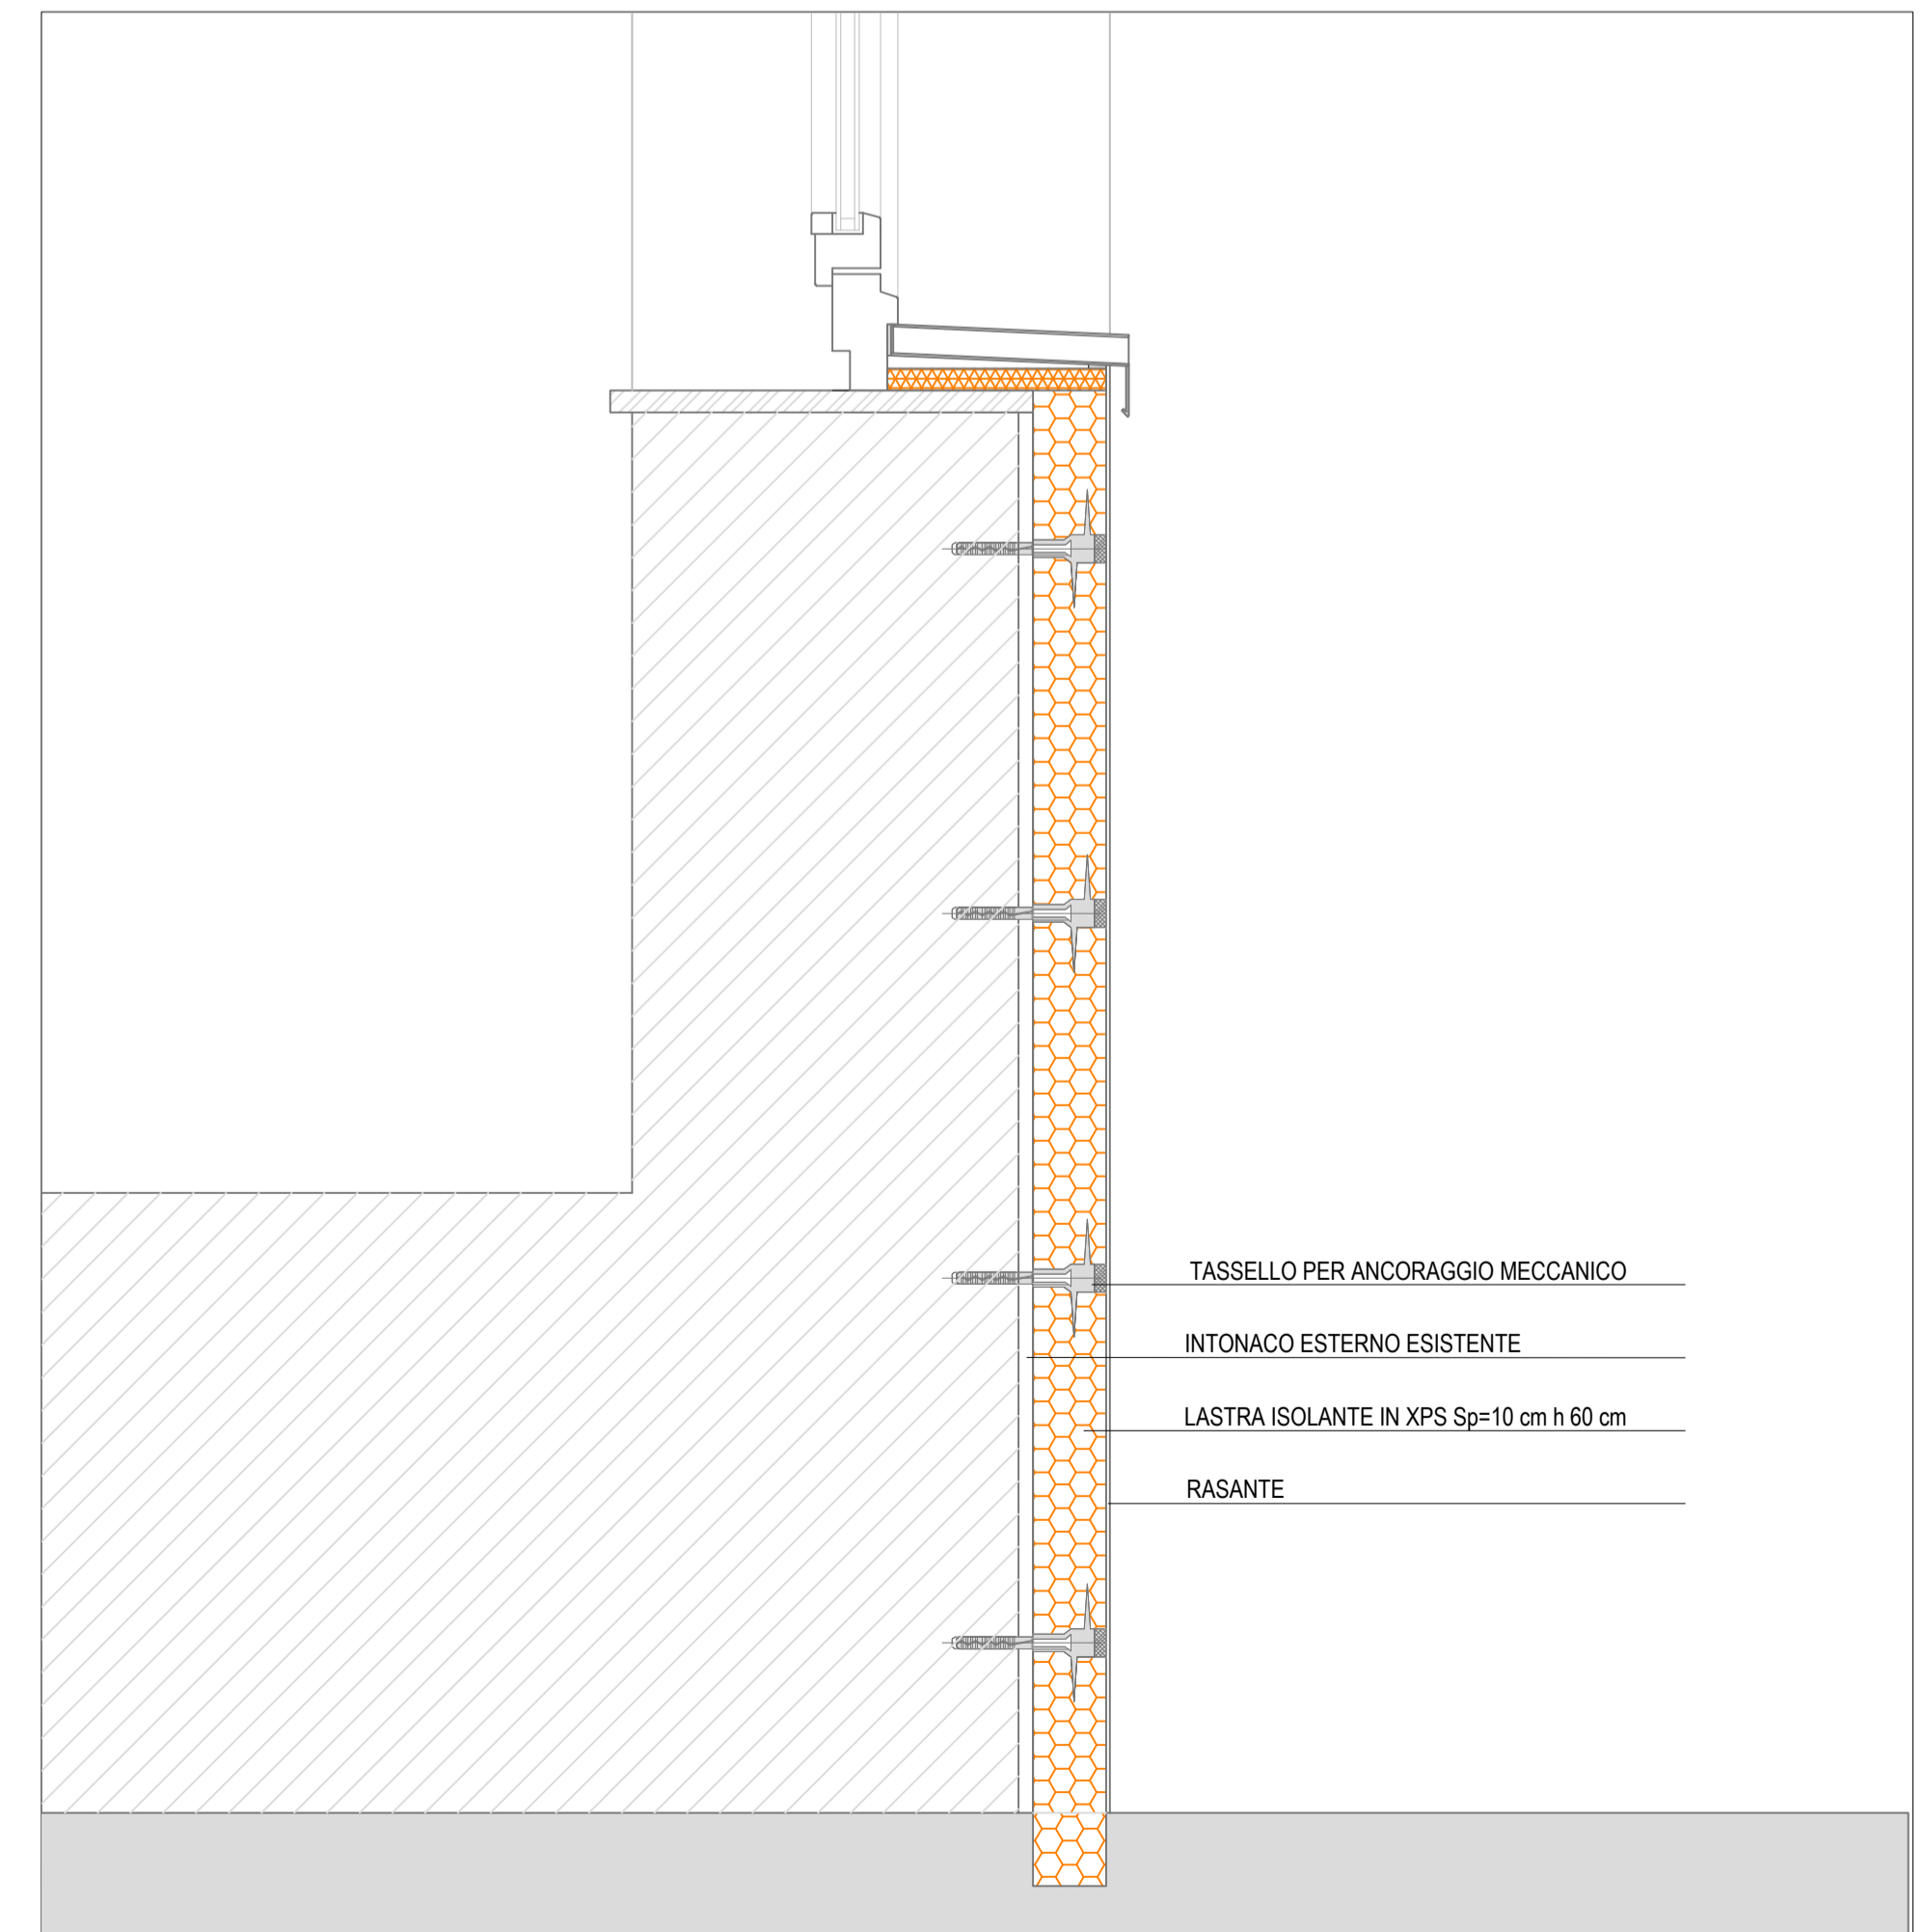 TASSELLO PER ANCORAGGIO MECCANICO
INTONACO ESTERNO ESISTENTE
LASTRA ISOLANTE IN XPS Sp=10 cm h 60 cm
RASANTE